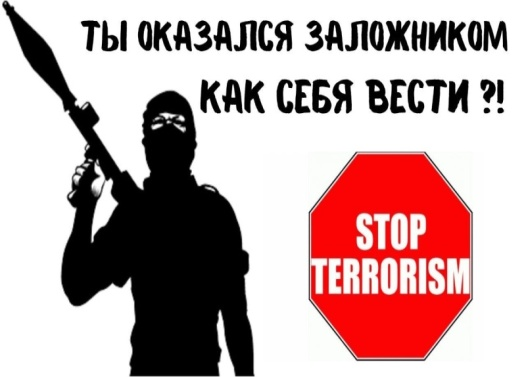 ТЫ ОКАЗАЛСЯ ЗАЛОЖНИКОМ
КАК СЕБЯ ВЕСТИ ?!
STOP
TERRORISM